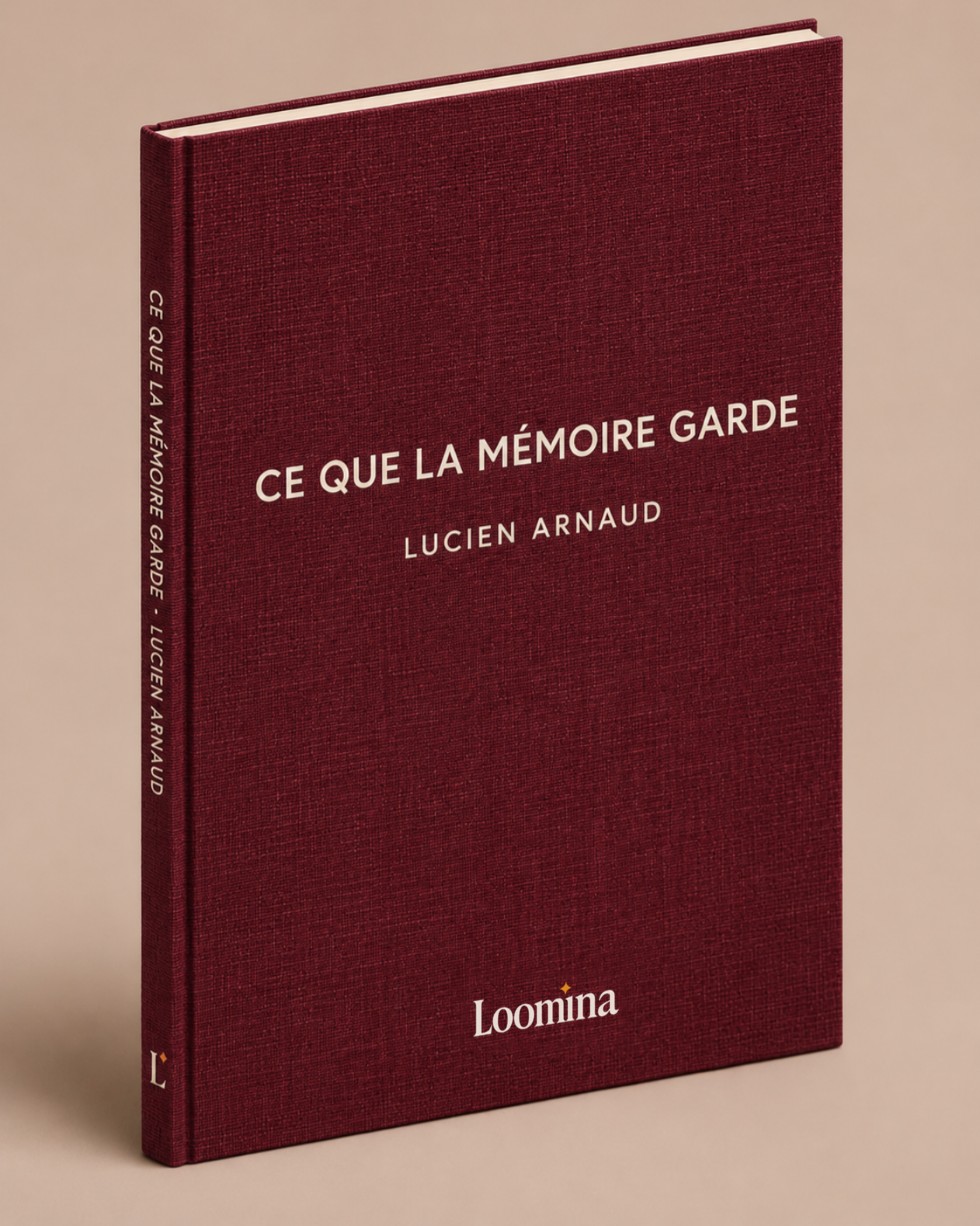 CE QUE LA MÉMOIRE GARDE
LUCIEN ARNAUD
Loomina
CE QUE LA MÉMOIRE GARDE · LUCIEN ARNAUD
L